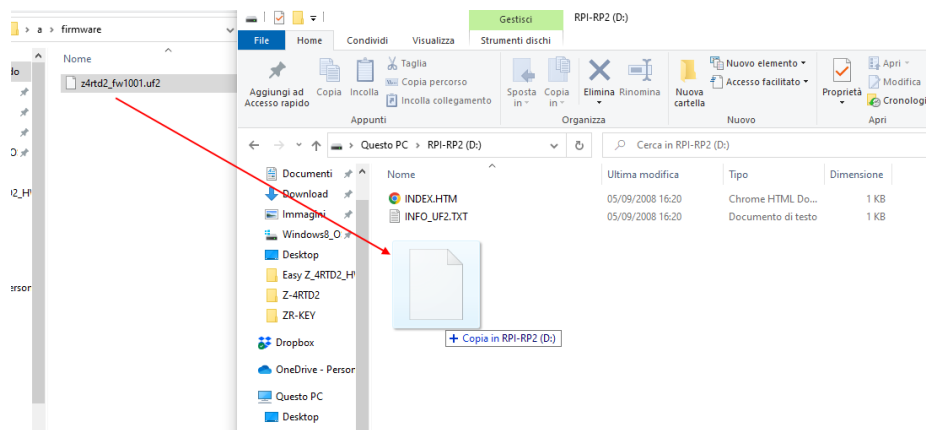 a > firmware
Nome
z4rtd2_fw1001.uf2
Gestisci
RPI-RP2 (D:)
File
Home
Condividi
Visualizza
Strumenti dischi
Aggiungi ad
Accesso rapido
Copia
Incolla
Taglia
Copia percorso
Incolla collegamento
Appunti
Sposta
in
Copia
in
Elimina
Rinomina
Organizza
Nuova
cartella
Nuovo elemento
Accesso facilitato
Nuovo
Proprietà
Apri
Modifica
Cronologi
Apri
Questo PC > RPI-RP2 (D:)
Cerca in RPI-RP2 (D:)
Documenti
Download
Immagini
Windows8_O
Desktop
Easy Z_4RTD2_H
Z-4RTD2
ZR-KEY
Dropbox
OneDrive - Person
Questo PC
Desktop
Nome
Ultima modifica
Tipo
Dimensione
INDEX.HTM
05/09/2008 16:20
Chrome HTML Do...
1 KB
INFO_UF2.TXT
05/09/2008 16:20
Documento di testo
1 KB
+ Copia in RPI-RP2 (D:)